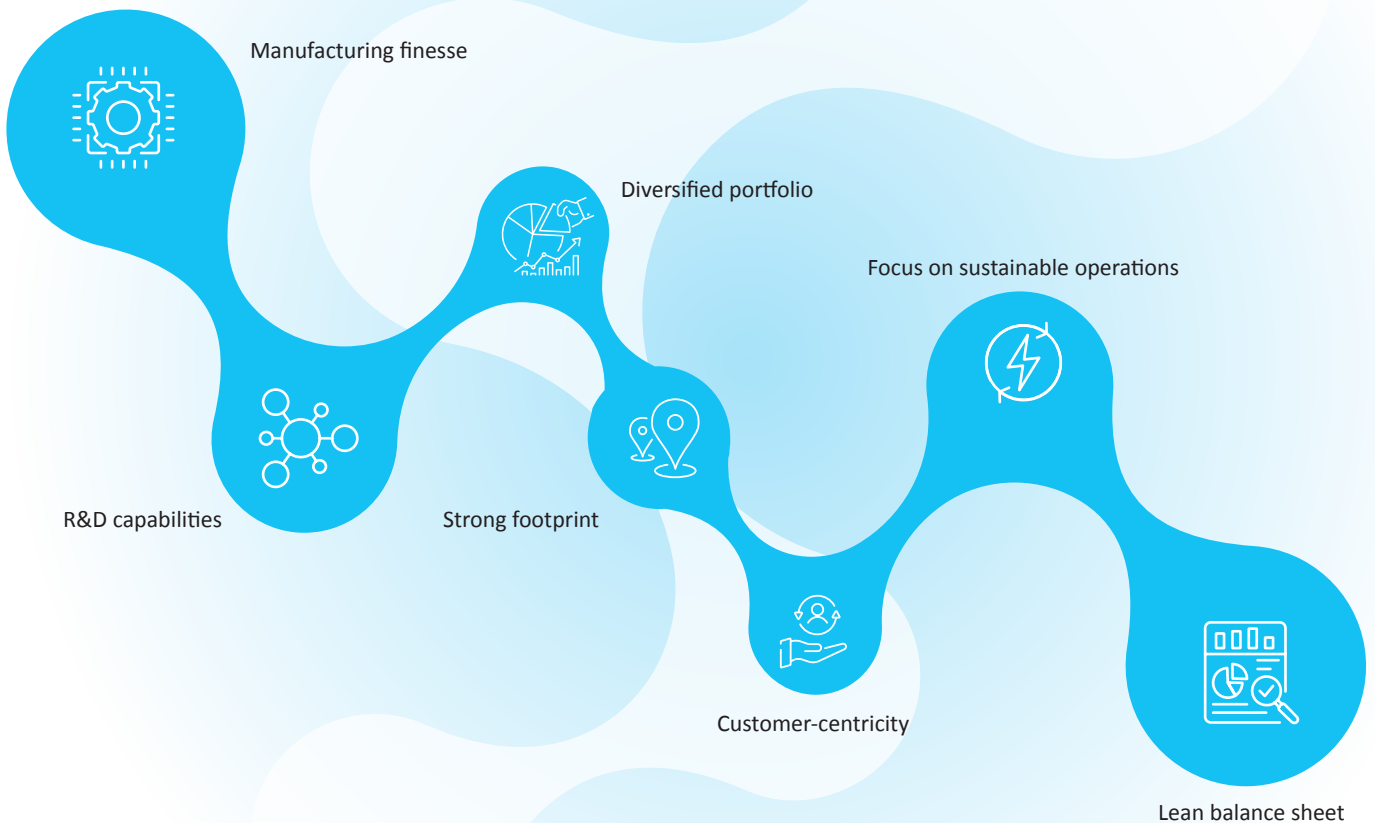 Manufacturing finesse
Diversified portfolio
Focus on sustainable operations
R&D capabilities
Strong footprint
Customer-centricity
Lean balance sheet